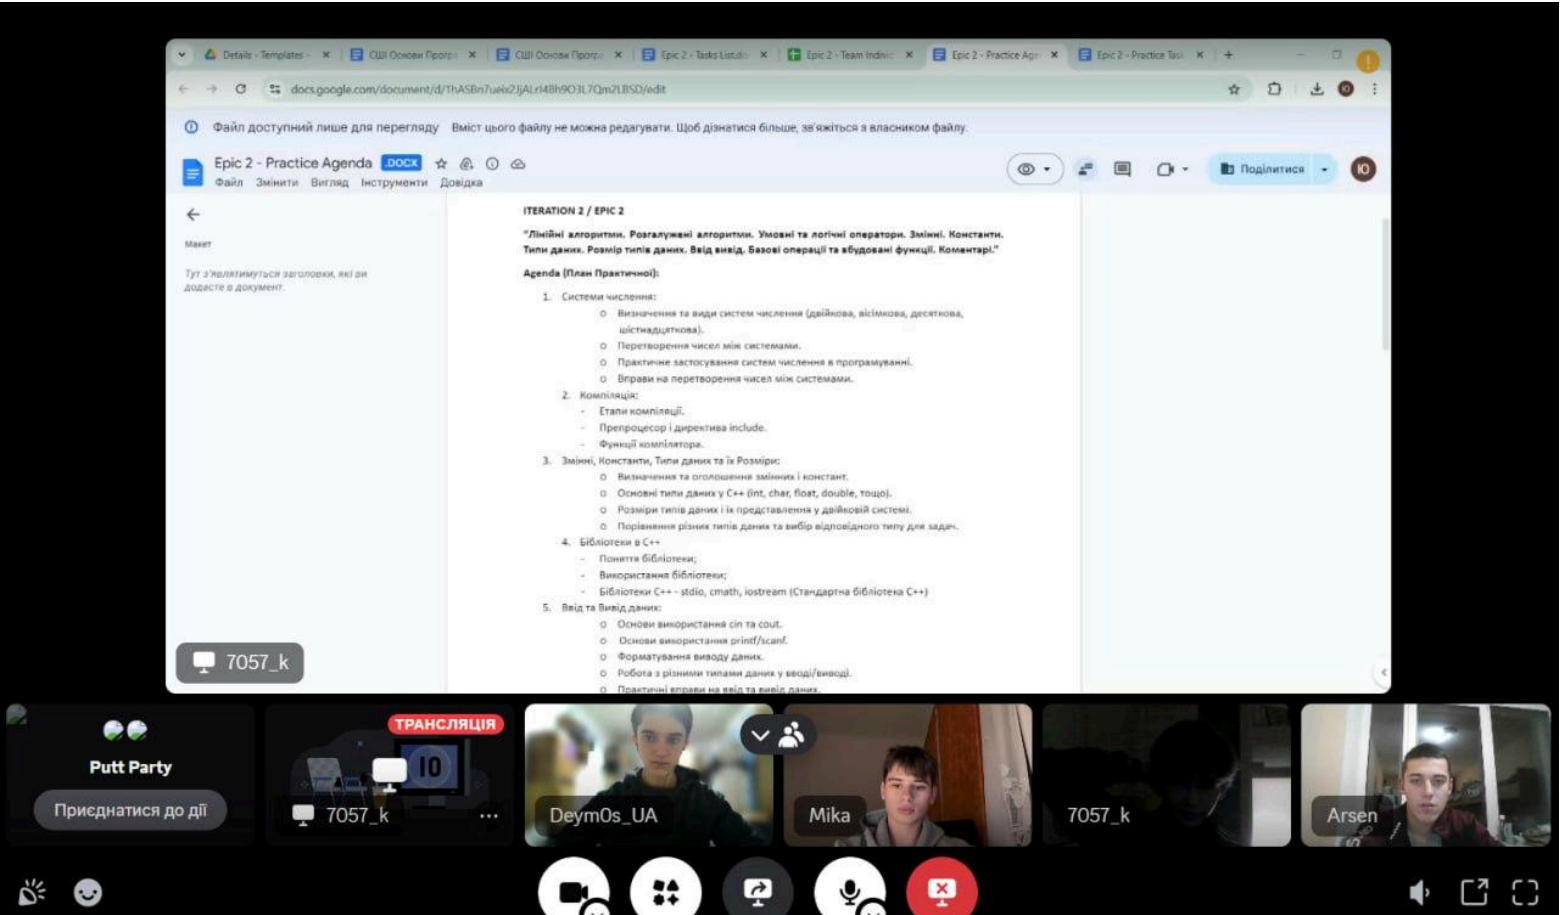 Details - Templates -
СШІ Основи Програ
СШІ Основи Програ
Epic 2 - Tasks List.do
Epic 2 - Team Indivic
Epic 2 - Practice Age
Epic 2 - Practice Task
Файл доступний лише для перегляду Вміст цього файлу не можна редагувати. Щоб дізнатися більше, зв'яжіться з власником файлу.
Epic 2 - Practice Agenda .DOCX
Поділитися
Ю
Файл Змінити Вигляд Інструменти Довідка
Макет
Тут з'являтимуться заголовки, які ви
додасте в документ.
ITERATION 2 / EPIC 2
"Лінійні алгоритми. Розгалужені алгоритми. Умовні та логічні оператори. Змінні. Константи.
Типи даних. Розмір типів даних. Ввід вивід. Базові операції та вбудовані функції. Коментарі."
Agenda (План Практичної):
1. Системи числення:
o Визначення та види систем числення (двійкова, вісімкова, десяткова,
шістнадцяткова).
o Перетворення чисел між системами.
o Практичне застосування систем числення в програмуванні.
o Вправи на перетворення чисел між системами.
2. Компіляція:
- Етапи компіляції.
- Препроцесор і директива include.
- Функції компілятора.
3. Змінні, Константи, Типи даних та їх Розміри:
o Визначення та оголошення змінних і констант.
o Основні типи даних у C++ (int, char, float, double, тощо).
o Розміри типів даних і їх представлення у двійковій системі.
o Порівняння різних типів даних та вибір відповідного типу для задач.
4. Бібліотеки в C++
- Поняття бібліотеки;
- Використання бібліотеки;
- Бібліотеки C++ - stdio, cmath, iostream (Стандартна бібліотека C++)
5. Ввід та Вивід даних:
o Основи використання cin та cout.
o Основи використання printf/scanf.
o Форматування виводу даних.
o Робота з різними типами даних у вводі/виводі.
o Практичні вправи на ввід та вивід даних.
7057_k
Putt Party
Приєднатися до дії
ТРАНСЛЯЦІЯ
7057_k
Deym0s_UA
Mika
7057_k
Arsen